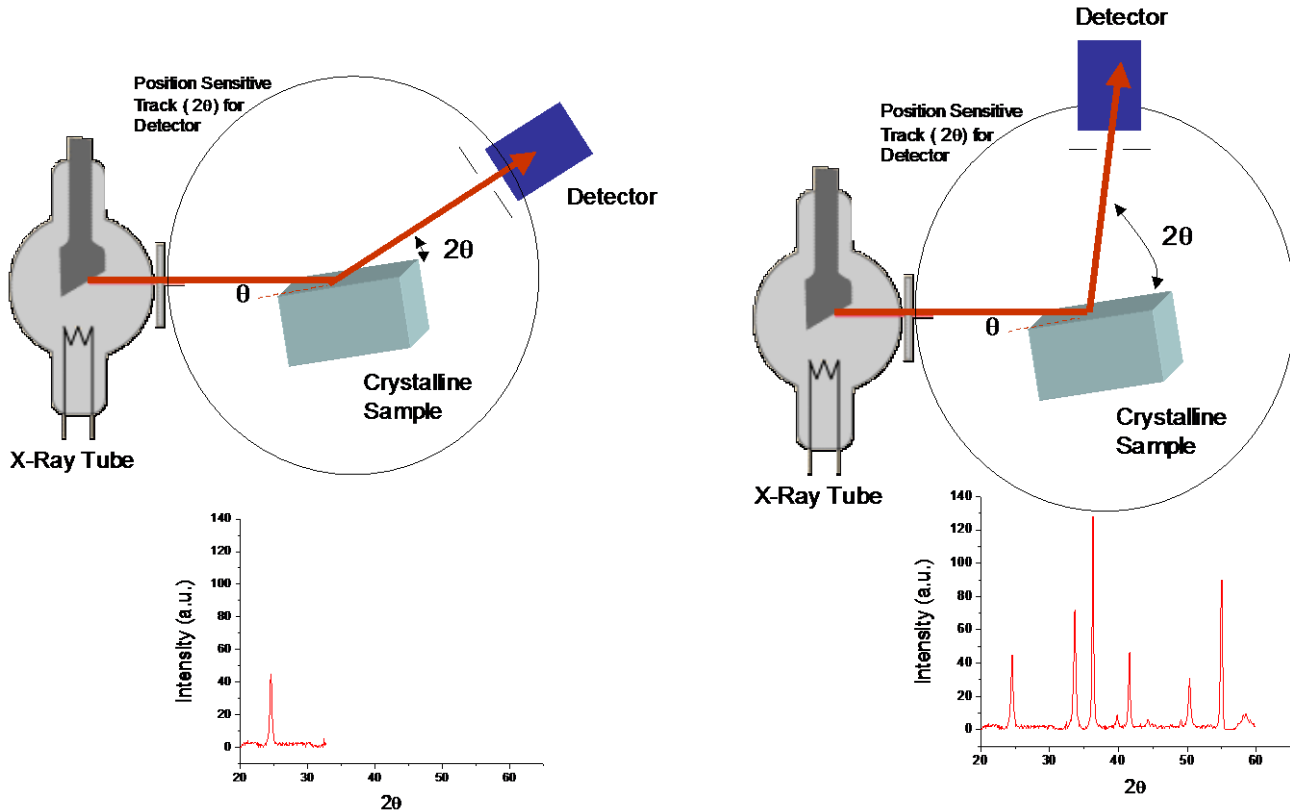 Position Sensitive
Track ( 2θ) for
Detector
Detector
2θ
θ
Crystalline
Sample
X-Ray Tube
140
120
100
80
60
40
20
0
Intensity (a.u.)
20 30 40 50 60
2θ
Detector
Position Sensitive
Track ( 2θ) for
Detector
2θ
θ
Crystalline
Sample
X-Ray Tube
140
120
100
80
60
40
20
0
Intensity (a.u.)
20 30 40 50 60
2θ